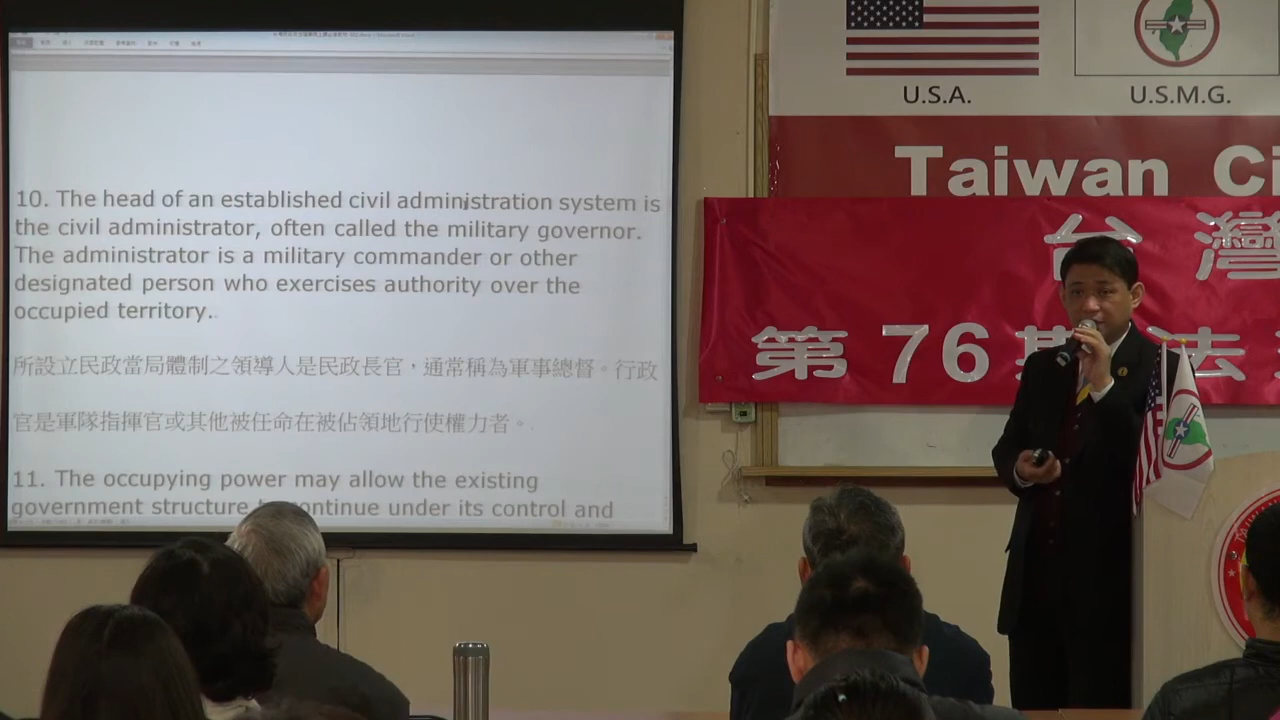 10. The head of an established civil administration system is
the civil administrator, often called the military governor.
The administrator is a military commander or other
designated person who exercises authority over the
occupied territory.
所設立民政當局體制之領導人是民政長官，通常稱為軍事總督。行政
官是軍隊指揮官或其他被任命在被佔領地行使權力者。
11. The occupying power may allow the existing
government structure continue under its control and
U.S.A.
U.S.M.G.
Taiwan Ci
台灣
第 76 期 法